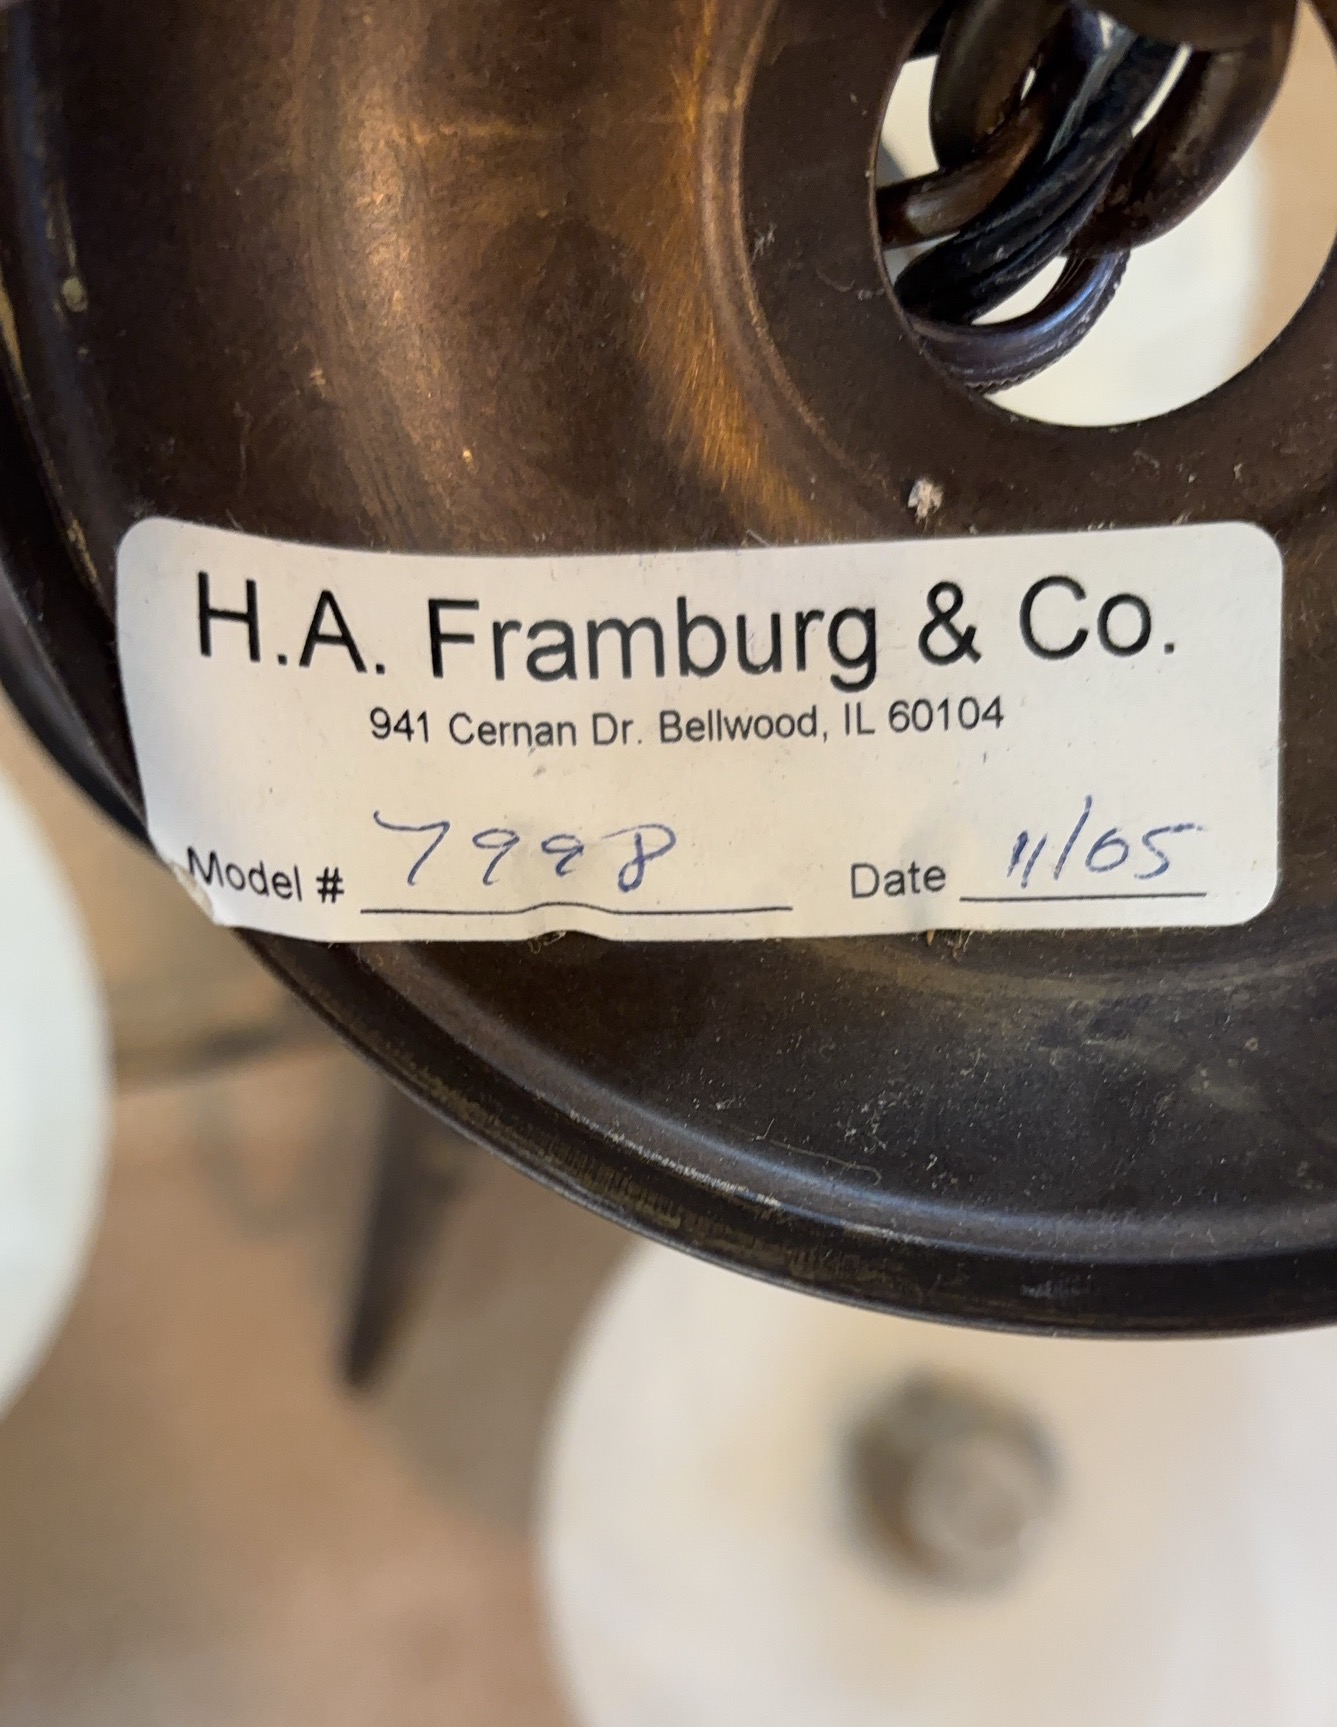 H.A. Framburg & Co.
941 Cernan Dr. Bellwood, IL 60104
Model # 7998 Date 11/05